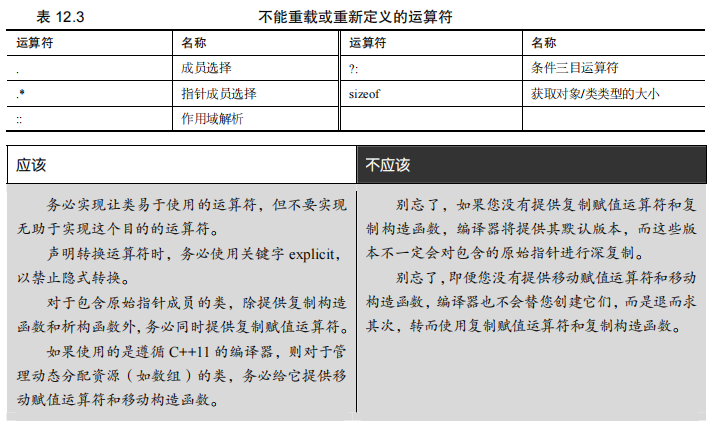 表 12.3 不能重载或重新定义的运算符
运算符 名称 运算符 名称
. 成员选择 ?: 条件三目运算符
.* 指针成员选择 sizeof 获取对象/类类型的大小
:: 作用域解析
应该
务必实现让类易于使用的运算符，但不要实现
无助于实现这个目的的运算符。
声明转换运算符时，务必使用关键字 explicit，
以禁止隐式转换。
对于包含原始指针成员的类，除提供复制构造
函数和析构函数外，务必同时提供复制赋值运算符。
如果使用的是遵循 C++11 的编译器，则对于管
理动态分配资源（如数组）的类，务必给它提供移
动赋值运算符和移动构造函数。
不应该
别忘了，如果您没有提供复制赋值运算符和复
制构造函数，编译器将提供其默认版本，而这些版
本不一定会对包含的原始指针进行深复制。
别忘了，即便您没有提供移动赋值运算符和移动
构造函数，编译器也不会替您创建它们，而是退而求
其次，转而使用复制赋值运算符和复制构造函数。